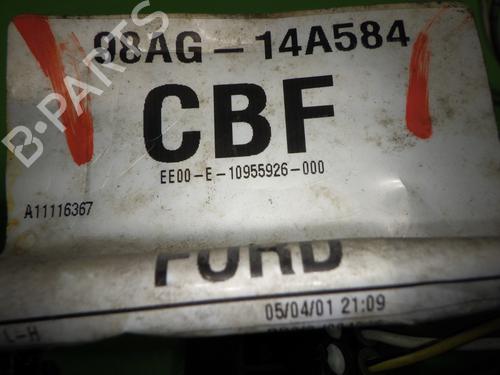 98AG-14A584
CBF
EE00-E-10955926-000
A11116367
FORD
05/04/01 21:09
L-H
B-PARTS